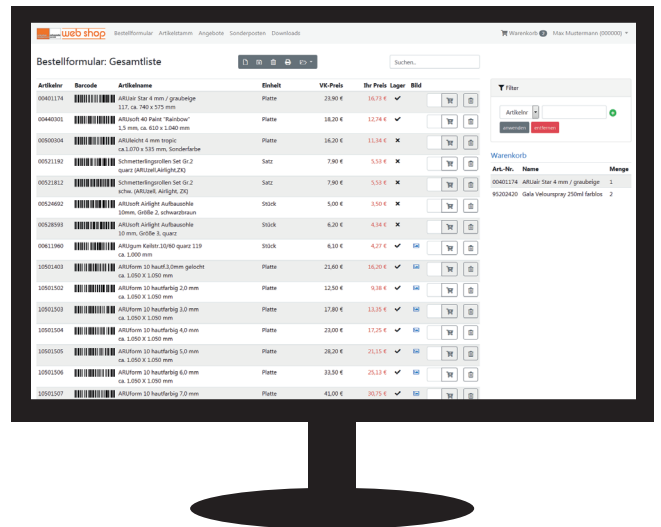 web shop Bestellformular Artikelstamm Angebote Sonderposten Downloads Warenkorb 2 Max Mustermann (000000)
Bestellformular: Gesamtliste
Suchen..
Artikelnr Barcode Artikelname Einheit VK-Preis Ihr Preis Lager Bild
00401174 ARUair Star 4 mm / graubeige Platte 23,90 € 16,73 €
117, ca. 740 x 575 mm
00440301 ARUsoft 40 Paint "Rainbow" Platte 18,20 € 12,74 €
1,5 mm, ca. 610 x 1.040 mm
00500304 ARUleicht 4 mm tropic Platte 16,20 € 11,34 €
ca.1.070 x 535 mm, Sonderfarbe
00521192 Schmetterlingsrollen Set Gr.2 Satz 7,90 € 5,53 €
quarz (ARUzell,Airlight,ZK)
00521812 Schmetterlingsrollen Set Gr.2 Satz 7,90 € 5,53 €
schw. (ARUzell, Airlight, ZK)
00524692 ARUsoft Airlight Aufbausohle Stück 5,00 € 3,50 €
10mm, Größe 2, schwarzbraun
00528593 ARUsoft Airlight Aufbausohle Stück 6,20 € 4,34 €
10 mm, Größe 3, quarz
00611960 ARUgum Keilstr.10/60 quarz 119 Stück 6,10 € 4,27 €
ca. 1.000 mm
10501403 ARUform 10 hautf.3,0mm gelocht Platte 21,60 € 16,20 €
ca. 1.050 X 1.050 mm
10501502 ARUform 10 hautfarbig 2,0 mm Platte 12,50 € 9,38 €
ca. 1.050 X 1.050 mm
10501503 ARUform 10 hautfarbig 3,0 mm Platte 17,80 € 13,35 €
ca. 1.050 X 1.050 mm
10501504 ARUform 10 hautfarbig 4,0 mm Platte 23,00 € 17,25 €
ca. 1.050 X 1.050 mm
10501505 ARUform 10 hautfarbig 5,0 mm Platte 28,20 € 21,15 €
ca. 1.050 X 1.050 mm
10501506 ARUform 10 hautfarbig 6,0 mm Platte 33,50 € 25,13 €
ca. 1.050 X 1.050 mm
10501507 ARUform 10 hautfarbig 7,0 mm Platte 41,00 € 30,75 €
Filter
Artikelnr
anwenden entfernen
Warenkorb
Art.-Nr. Name Menge
00401174 ARUair Star 4 mm / graubeige 1
95202420 Gala Velourspray 250ml farblos 2